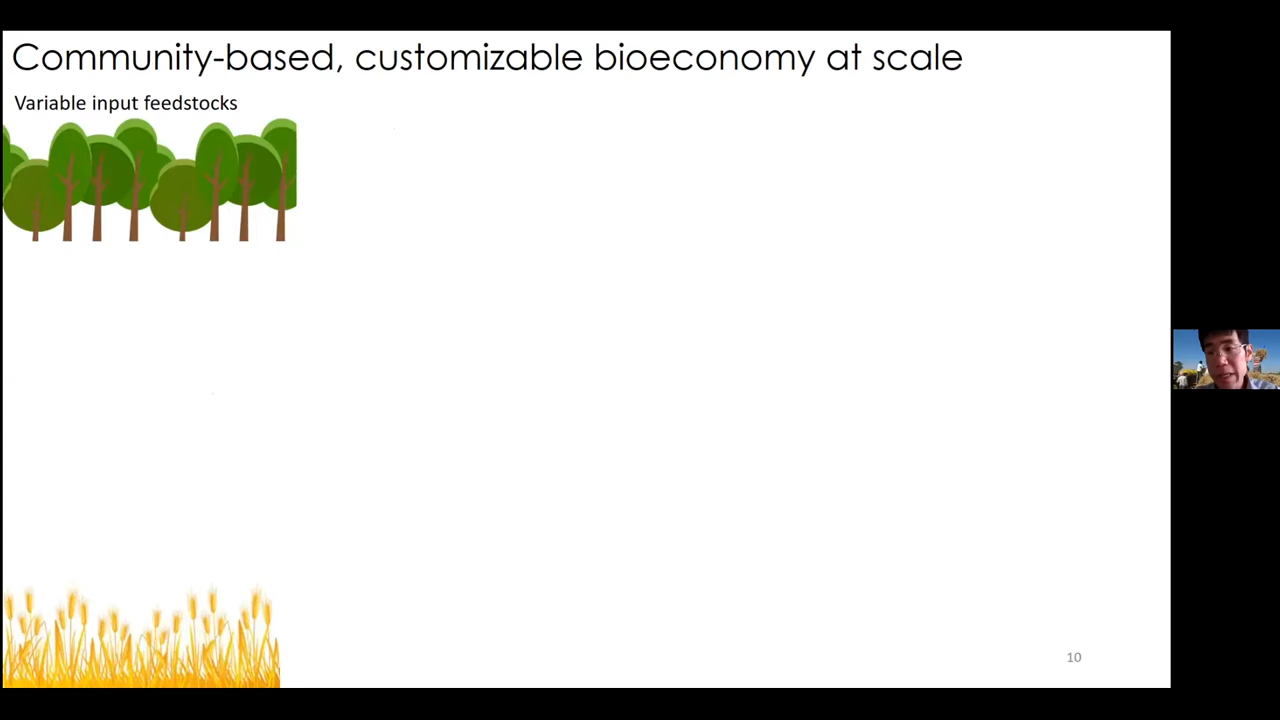 Community-based, customizable bioeconomy at scale
Variable input feedstocks
10